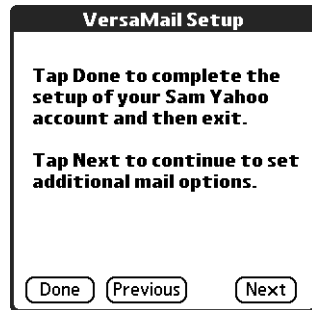 VersaMail Setup
Tap Done to complete the
setup of your Sam Yahoo
account and then exit.
Tap Next to continue to set
additional mail options.
Done Previous Next